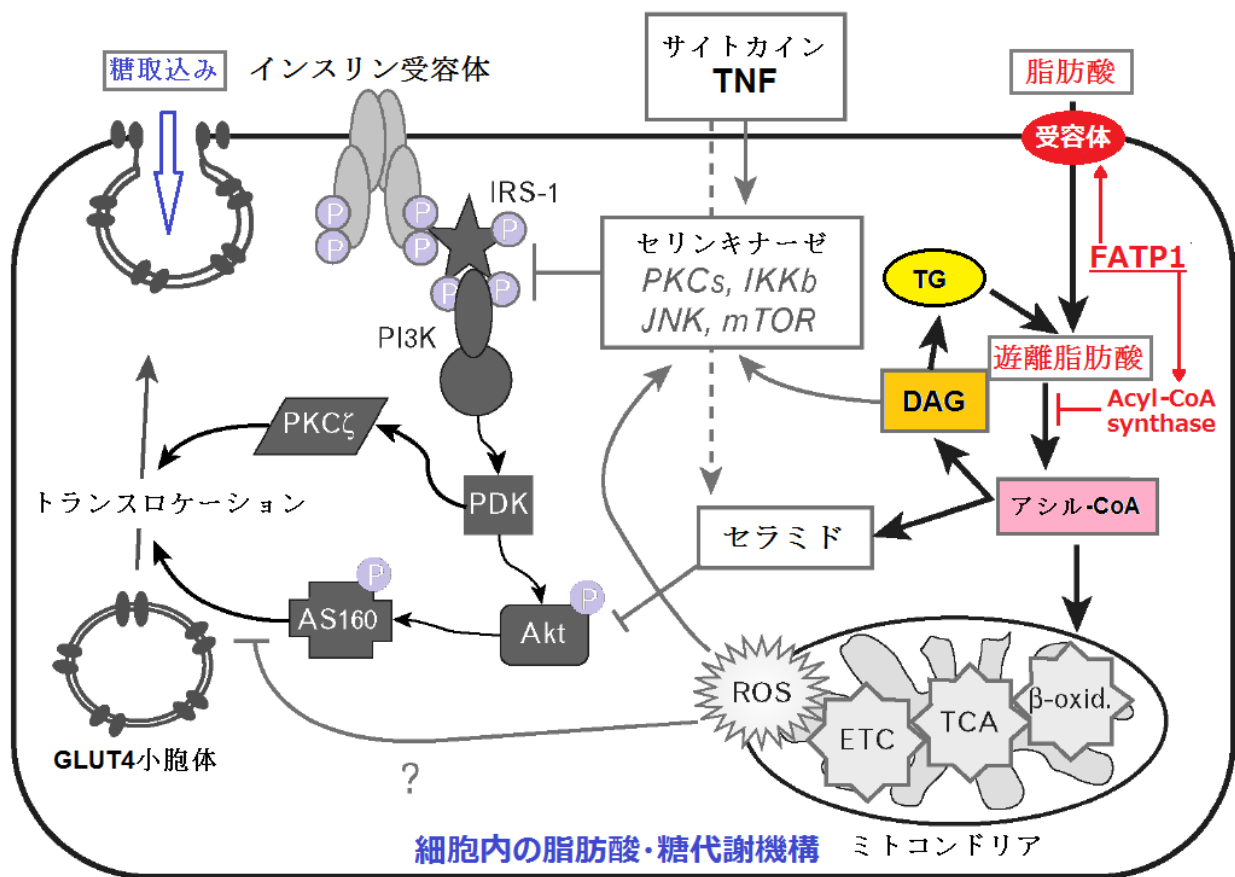 糖取込み
インスリン受容体
サイトカイン
TNF
脂肪酸
受容体
IRS-1
P
P
P
P
P
P
P
PI3K
セリンキナーゼ
PKCs, IKKb
JNK, mTOR
FATP1
TG
遊離脂肪酸
DAG
Acyl-CoA
synthase
PKCζ
トランスロケーション
PDK
アシル-CoA
セラミド
P
AS160
P
Akt
ROS
ETC
TCA
β-oxid.
GLUT4小胞体
?
細胞内の脂肪酸・糖代謝機構
ミトコンドリア